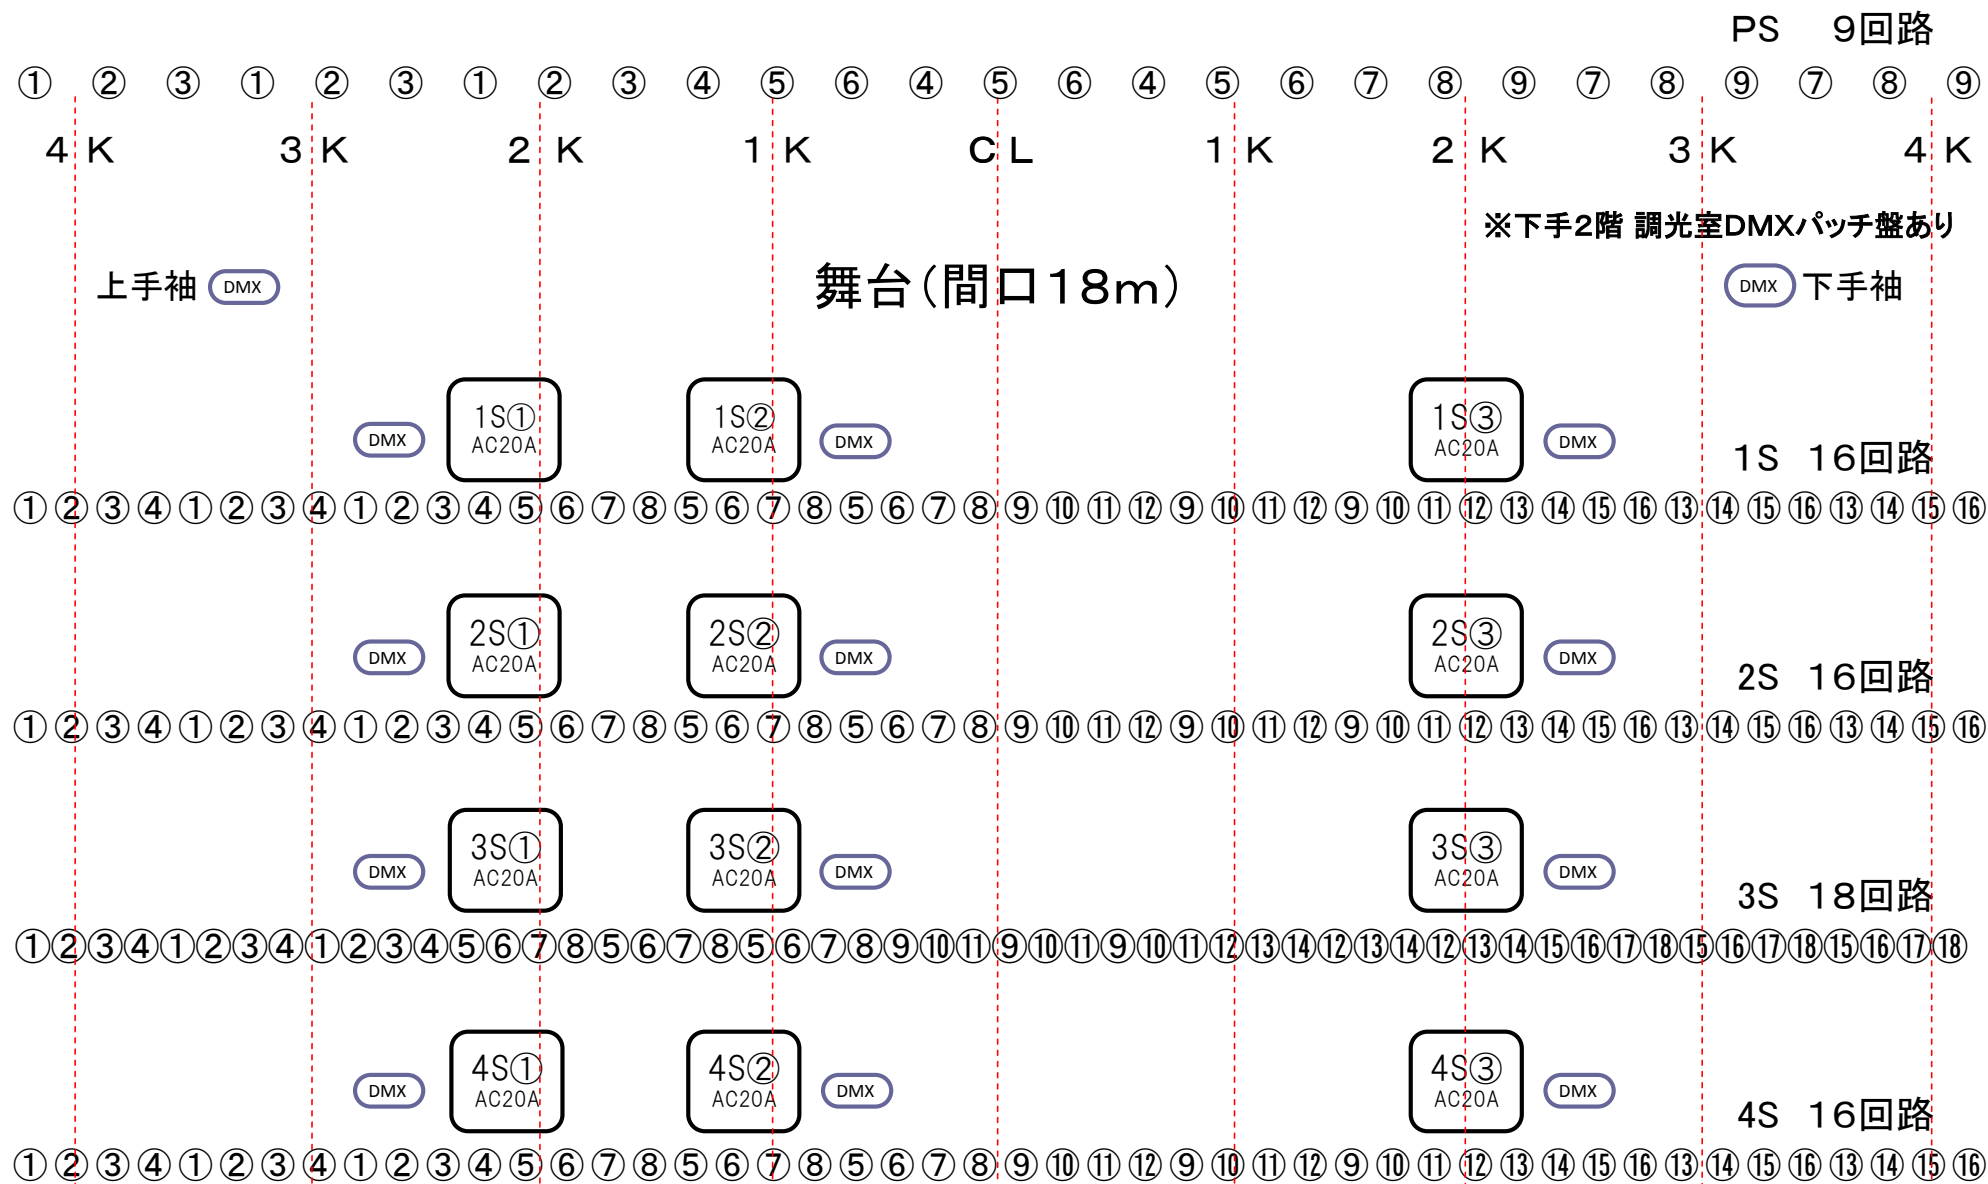 PS 9回路
①②③①②③①②③④⑤⑥④⑤⑥④⑤⑥⑦⑧⑨⑦⑧⑨⑦⑧⑨
4K 3K 2K 1K CL 1K 2K 3K 4K
※下手2階 調光室DMXパッチ盤あり
上手袖 DMX 舞台(間口18m) DMX 下手袖
DMX 1S① 1S② DMX 1S③ DMX
AC20A AC20A AC20A
1S 16回路
①②③④①②③④①②③④⑤⑥⑦⑧⑤⑥⑦⑧⑤⑥⑦⑧⑨⑩⑪⑫⑨⑩⑪⑫⑨⑩⑪⑫⑬⑭⑮⑯⑬⑭⑮⑯⑬⑭⑮⑯
DMX 2S① 2S② DMX 2S③ DMX
AC20A AC20A AC20A
2S 16回路
①②③④①②③④①②③④⑤⑥⑦⑧⑤⑥⑦⑧⑤⑥⑦⑧⑨⑩⑪⑫⑨⑩⑪⑫⑨⑩⑪⑫⑬⑭⑮⑯⑬⑭⑮⑯⑬⑭⑮⑯
DMX 3S① 3S② DMX 3S③ DMX
AC20A AC20A AC20A
3S 18回路
①②③④①②③④①②③④⑤⑥⑦⑧⑤⑥⑦⑧⑤⑥⑦⑧⑨⑩⑪⑨⑩⑪⑨⑩⑪⑫⑬⑭⑫⑬⑭⑫⑬⑭⑮⑯⑰⑱⑮⑯⑰⑱⑮⑯⑰⑱
DMX 4S① 4S② DMX 4S③ DMX
AC20A AC20A AC20A
4S 16回路
①②③④①②③④①②③④⑤⑥⑦⑧⑤⑥⑦⑧⑤⑥⑦⑧⑨⑩⑪⑫⑨⑩⑪⑫⑨⑩⑪⑫⑬⑭⑮⑯⑬⑭⑮⑯⑬⑭⑮⑯